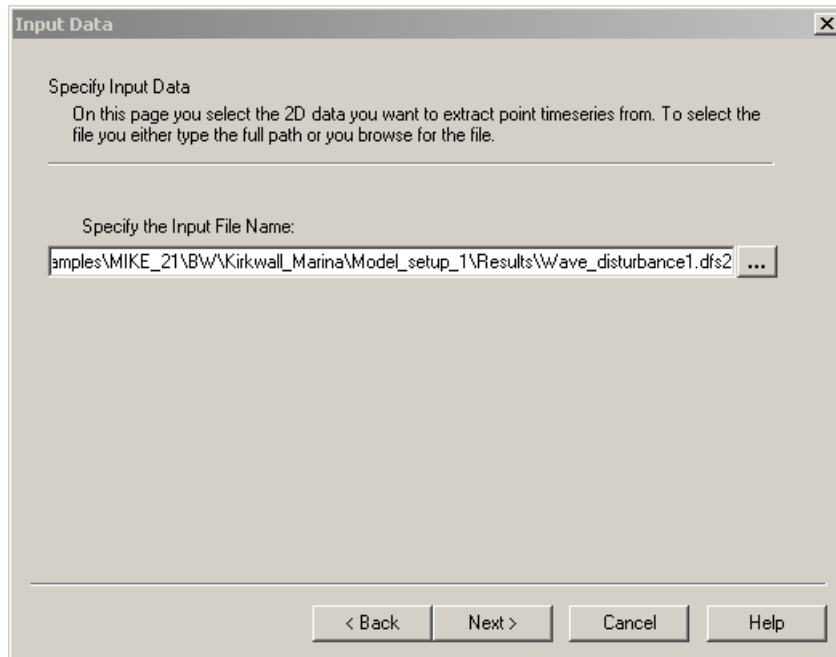 Input Data
Specify Input Data
On this page you select the 2D data you want to extract point timeseries from. To select the
file you either type the full path or you browse for the file.
Specify the Input File Name:
amples\MIKE_21\BW\Kirkwall_Marina\Model_setup_1\Results\Wave_disturbance1.dfs2 ...
< Back Next > Cancel Help